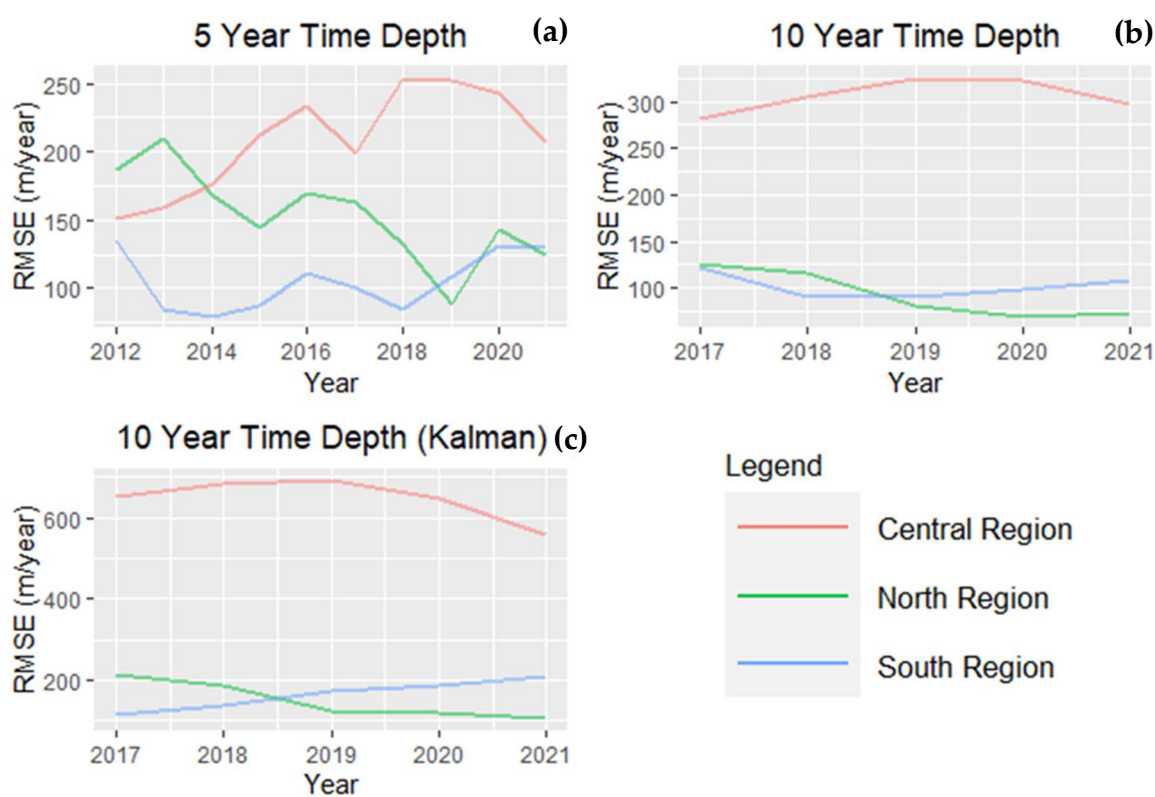 5 Year Time Depth (a)
250
200
150
100
RMSE (m/year)
2012 2014 2016 2018 2020
Year
10 Year Time Depth (b)
300
250
200
150
100
RMSE (m/year)
2017 2018 2019 2020 2021
Year
10 Year Time Depth (Kalman) (c)
600
400
200
RMSE (m/year)
2017 2018 2019 2020 2021
Year
Legend
Central Region
North Region
South Region